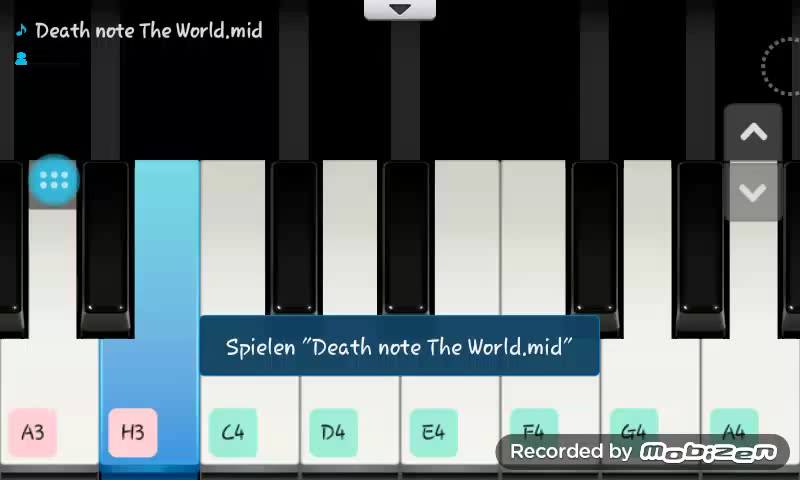 Death note The World.mid
Spielen "Death note The World.mid"
A3 H3 C4 D4 E4 F4 G4 A4
Recorded by mobizen